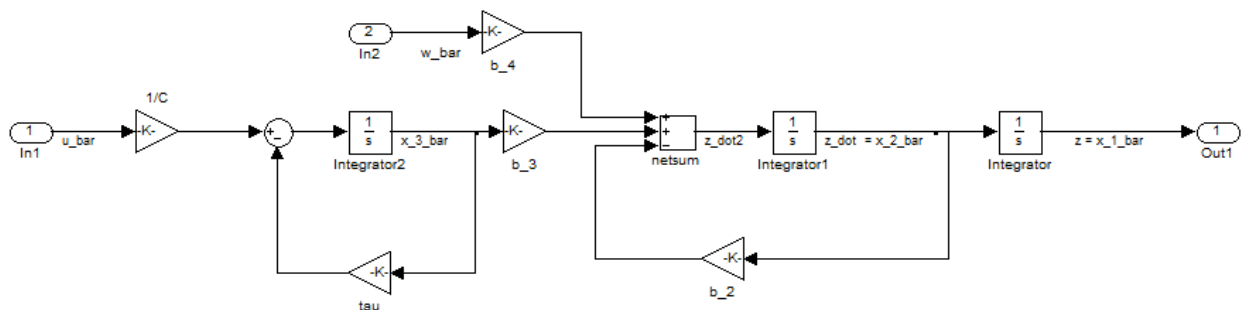 2
In2
w_bar
-K-
b_4
1/C
1
In1
u_bar
-K-
+
−
1
s
Integrator2
x_3_bar
-K-
b_3
+
+
−
netsum
z_dot2
1
s
Integrator1
z_dot = x_2_bar
1
s
Integrator
z = x_1_bar
1
Out1
-K-
tau
-K-
b_2